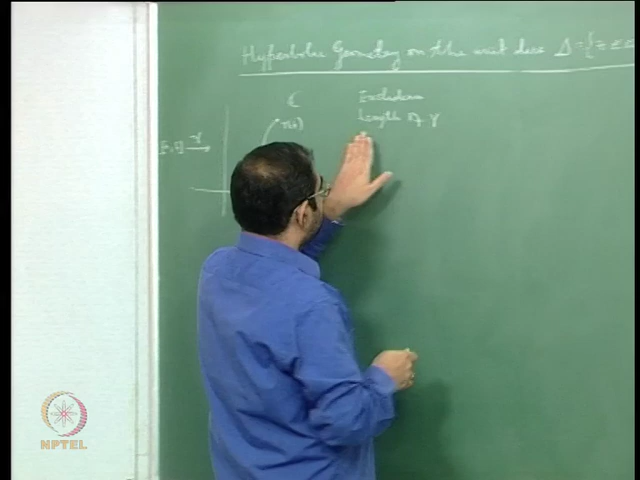 Hyperbolic Geometry on the unit disc Δ = {z ∈ ℂ
ℂ
Euclidean
Length of γ
γ
NPTEL